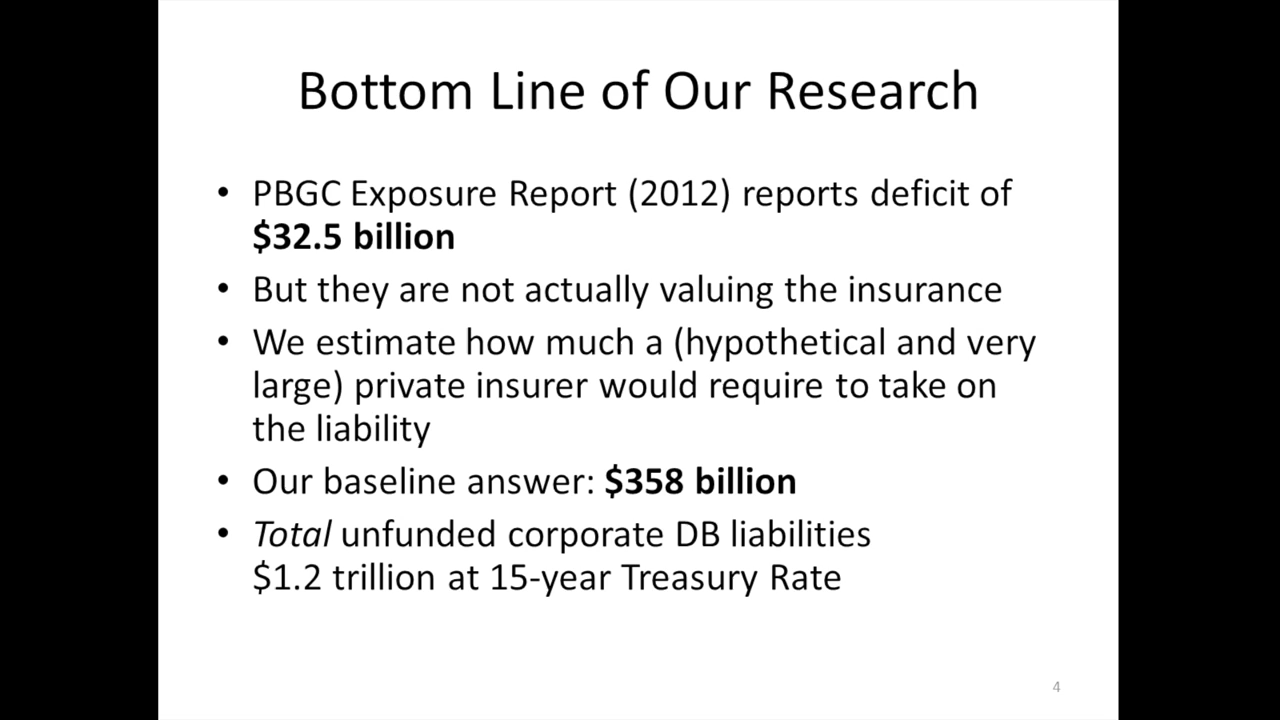 Bottom Line of Our Research
• PBGC Exposure Report (2012) reports deficit of
$32.5 billion
• But they are not actually valuing the insurance
• We estimate how much a (hypothetical and very
large) private insurer would require to take on
the liability
• Our baseline answer: $358 billion
• Total unfunded corporate DB liabilities
$1.2 trillion at 15-year Treasury Rate
4